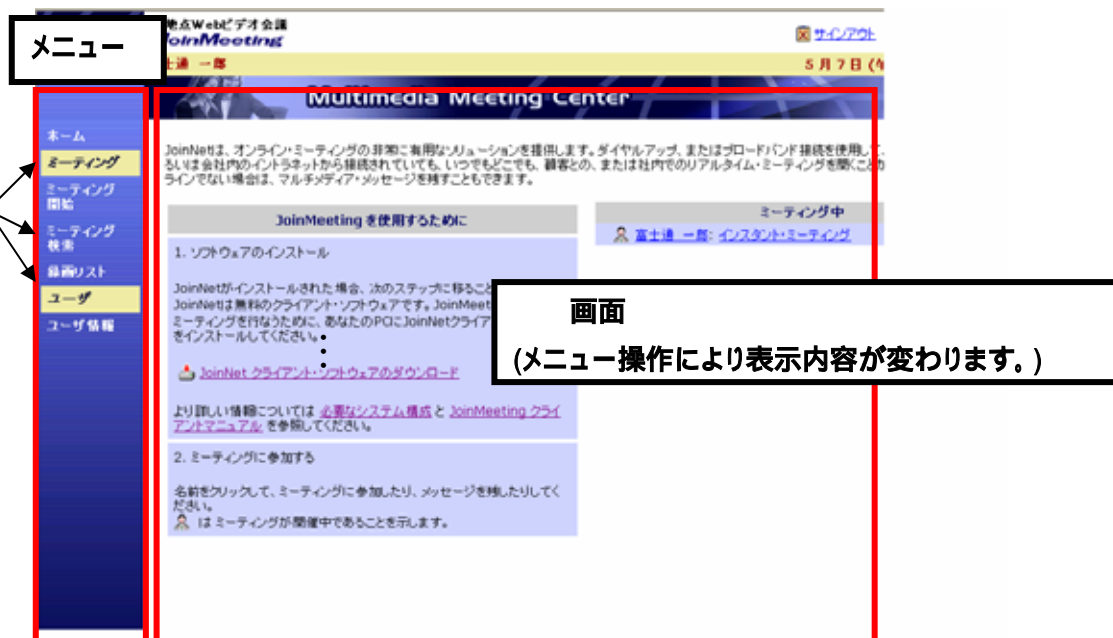 メニュー
地点Webビデオ会議
JoinMeeting
サインアウト
士通 一郎
5月7日(
Multimedia Meeting Center
ホーム
ミーティング
ミーティング
開始
ミーティング
検索
録画リスト
ユーザ
ユーザ情報
JoinNetは、オンライン・ミーティングの非常に有用なソリューションを提供します。ダイヤルアップ、またはブロードバンド接続を使用して、
るいは会社内のイントラネットから接続されていても、いつでもどこでも、顧客との、または社内でのリアルタイム・ミーティングを開くことが
ラインでない場合は、マルチメディア・メッセージを残すこともできます。
JoinMeeting を使用するために
1. ソフトウェアのインストール
JoinNetがインストールされた場合、次のステップに移ること
JoinNetは無料のクライアント・ソフトウェアです。JoinMeet
ミーティングを行なうために、あなたのPCにJoinNetクライア
をインストールしてください。
JoinNet クライアント・ソフトウェアのダウンロード
より詳しい情報については 必要なシステム構成 と JoinMeeting クライ
アントマニュアル を参照してください。
2. ミーティングに参加する
名前をクリックして、ミーティングに参加したり、メッセージを残したりしてく
ださい。
は ミーティングが開催中であることを示します。
ミーティング中
富士通 一郎: インスタント・ミーティング
画面
(メニュー操作により表示内容が変わります。)